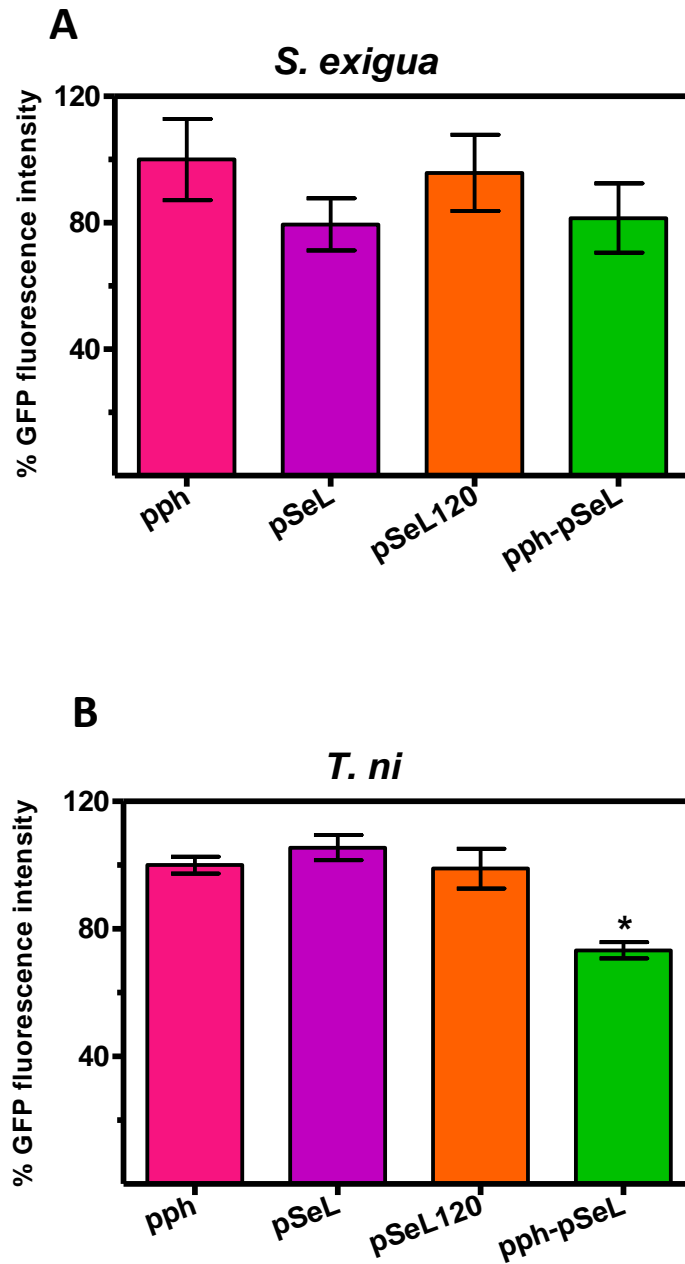 A
S. exigua
% GFP fluorescence intensity
120
80
40
pph
pSeL
pSeL120
pph-pSeL
B
T. ni
% GFP fluorescence intensity
120
80
40
*
pph
pSeL
pSeL120
pph-pSeL